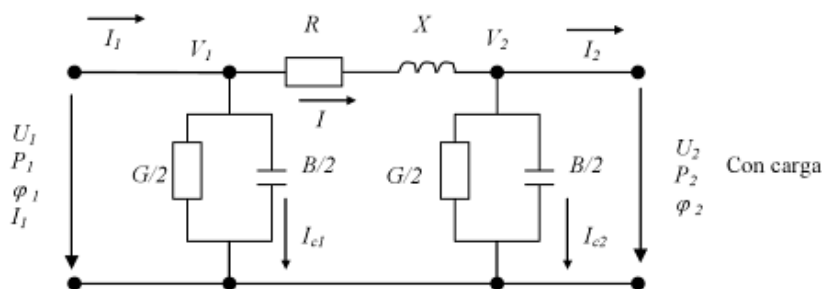 I1 V1 R X V2 I2
I
U1
P1
φ1
I1
G/2 B/2 G/2 B/2
Ic1 Ic2
U2
P2 Con carga
φ2